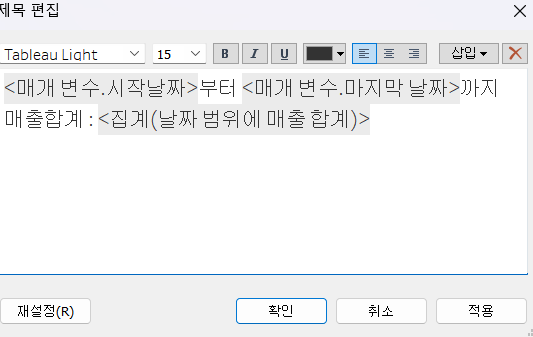 제목 편집
Tableau Light 15 B I U 삽입
<매개 변수.시작날짜>부터 <매개 변수.마지막 날짜>까지
매출합계 : <집계(날짜 범위에 매출 합계)>
재설정(R) 확인 취소 적용